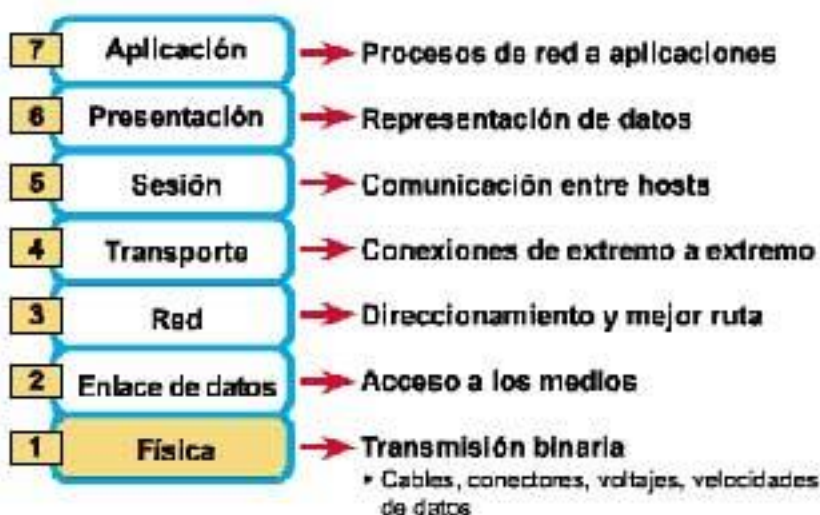 7 Aplicación Procesos de red a aplicaciones
6 Presentación Representación de datos
5 Sesión Comunicación entre hosts
4 Transporte Conexiones de extremo a extremo
3 Red Direccionamiento y mejor ruta
2 Enlace de datos Acceso a los medios
1 Física Transmisión binaria
Cables, conectores, voltajes, velocidades
de datos